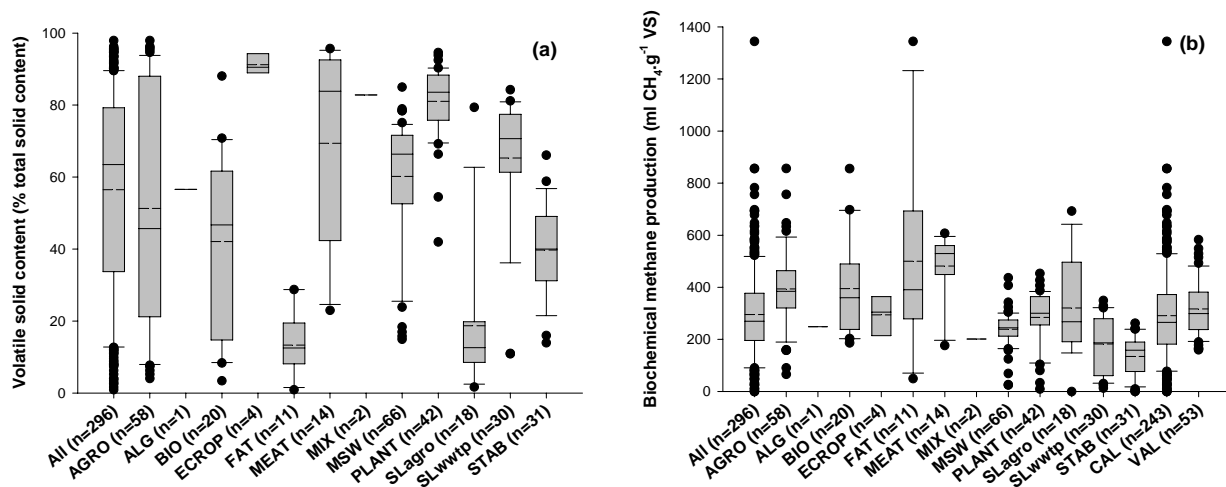 (a)
Volatile solid content (% total solid content)
100
80
60
40
20
0
All (n=296)
AGRO (n=58)
ALG (n=1)
BIO (n=20)
ECROP (n=4)
FAT (n=11)
MEAT (n=14)
MIX (n=2)
MSW (n=66)
PLANT (n=42)
SLagro (n=18)
SLwwtp (n=30)
STAB (n=31)
(b)
Biochemical methane production (ml CH₄.g⁻¹ VS)
1400
1200
1000
800
600
400
200
0
All (n=296)
AGRO (n=58)
ALG (n=1)
BIO (n=20)
ECROP (n=4)
FAT (n=11)
MEAT (n=14)
MIX (n=2)
MSW (n=66)
PLANT (n=42)
SLagro (n=18)
SLwwtp (n=30)
STAB (n=31)
CAL (n=243)
VAL (n=53)